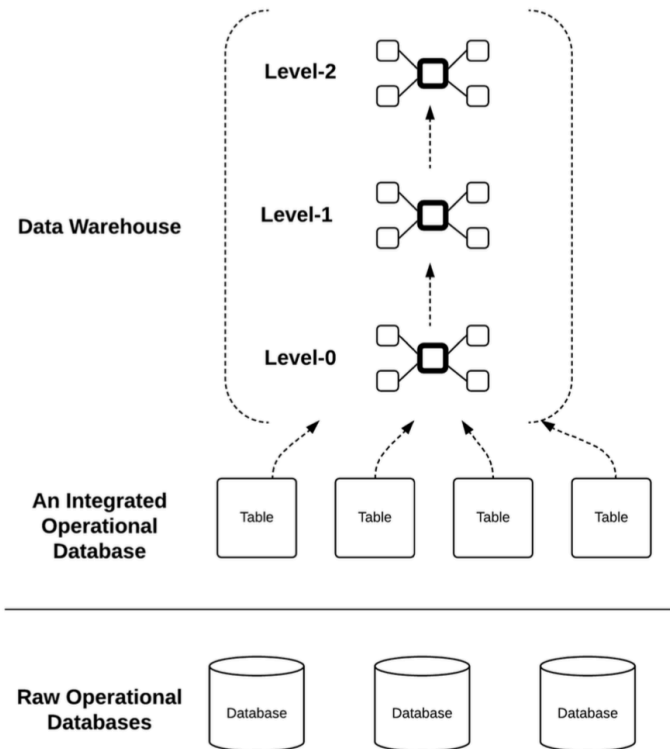 Level-2
Data Warehouse
Level-1
Level-0
An Integrated
Operational
Database
Table
Table
Table
Table
Raw Operational
Databases
Database
Database
Database